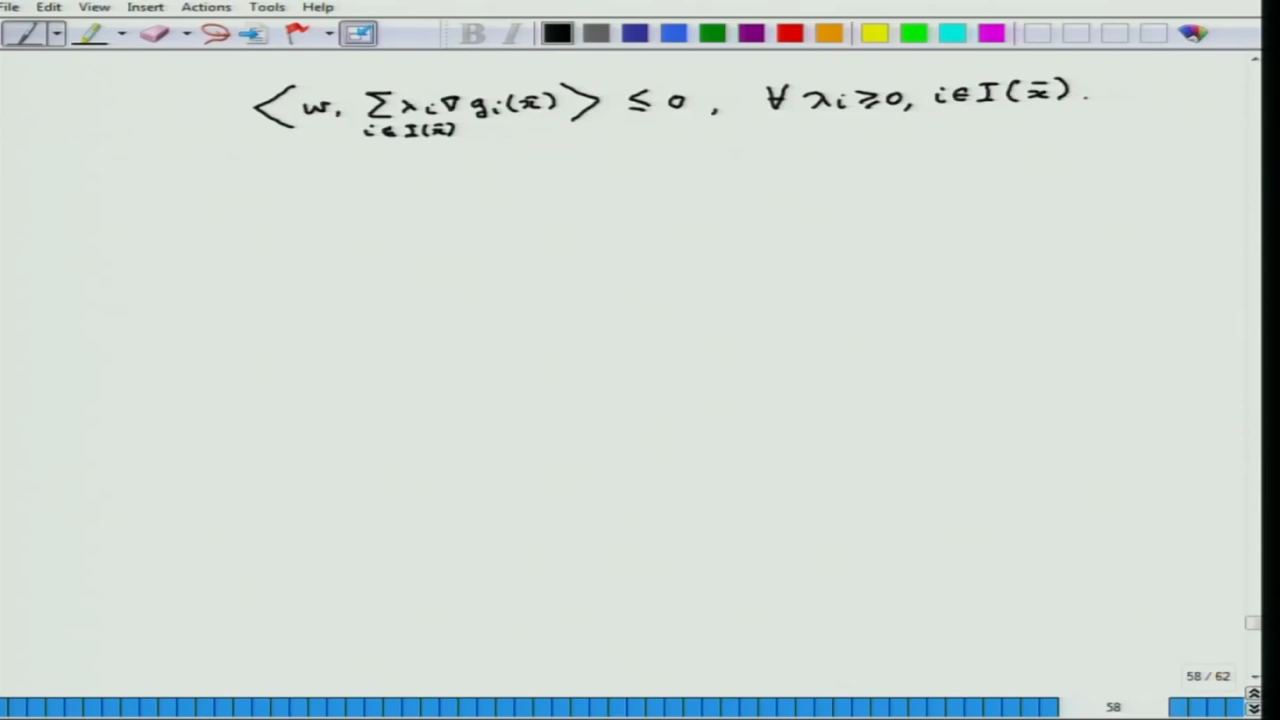 File Edit View Insert Actions Tools Help
B I
⟨w, ∑ λi ∇ gi(x̄)⟩ ≤ 0 , ∀ λi ≥ 0, i ∈ I(x̄).
i ∈ I(x̄)
58 / 62
58